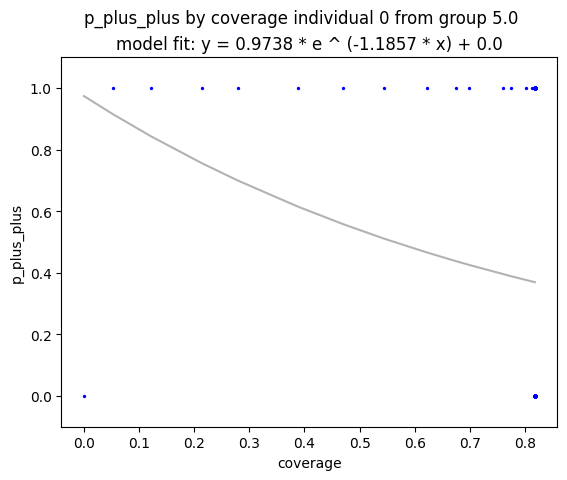 p_plus_plus by coverage individual 0 from group 5.0
model fit: y = 0.9738 * e ^ (-1.1857 * x) + 0.0
1.0
0.8
0.6
0.4
0.2
0.0
p_plus_plus
0.0 0.1 0.2 0.3 0.4 0.5 0.6 0.7 0.8
coverage